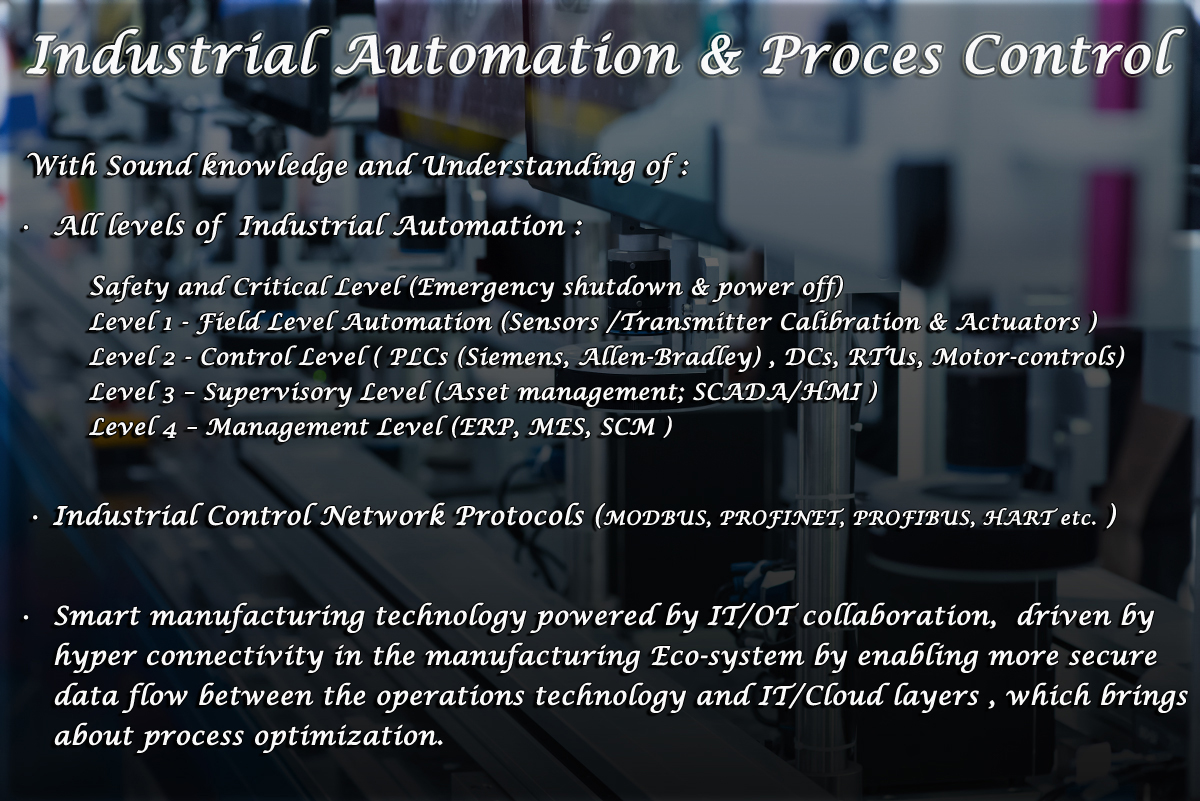 Industrial Automation & Proces Control
With Sound knowledge and Understanding of :
· All levels of Industrial Automation :
Safety and Critical Level (Emergency shutdown & power off)
Level 1 - Field Level Automation (Sensors /Transmitter Calibration & Actuators )
Level 2 - Control Level ( PLCs (Siemens, Allen-Bradley) , DCs, RTUs, Motor-controls)
Level 3 – Supervisory Level (Asset management; SCADA/HMI )
Level 4 – Management Level (ERP, MES, SCM )
· Industrial Control Network Protocols (MODBUS, PROFINET, PROFIBUS, HART etc. )
· Smart manufacturing technology powered by IT/OT collaboration, driven by
hyper connectivity in the manufacturing Eco-system by enabling more secure
data flow between the operations technology and IT/Cloud layers , which brings
about process optimization.